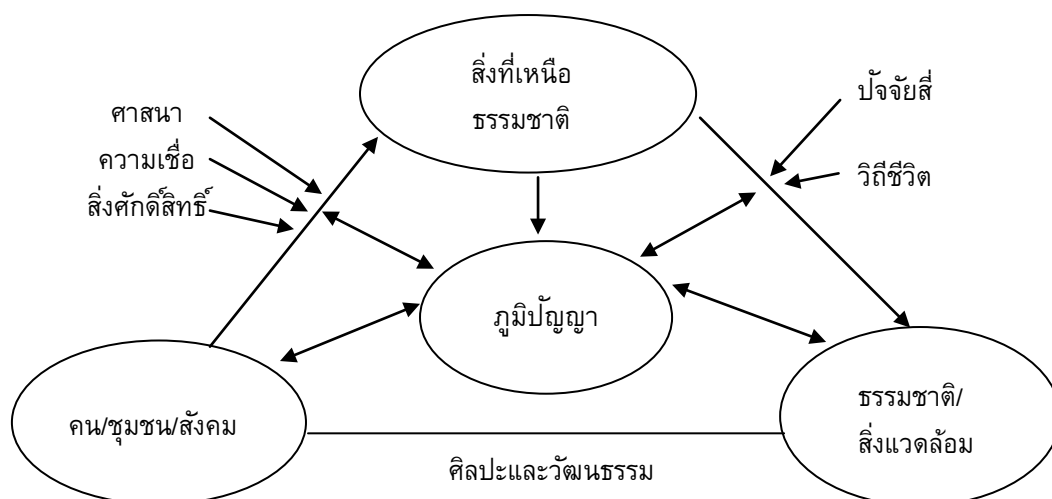 สิ่งที่เหนือ
ธรรมชาติ
ศาสนา
ความเชื่อ
สิ่งศักดิ์สิทธิ์
ปัจจัยสี่
วิถีชีวิต
ภูมิปัญญา
คน/ชุมชน/สังคม
ธรรมชาติ/
สิ่งแวดล้อม
ศิลปะและวัฒนธรรม